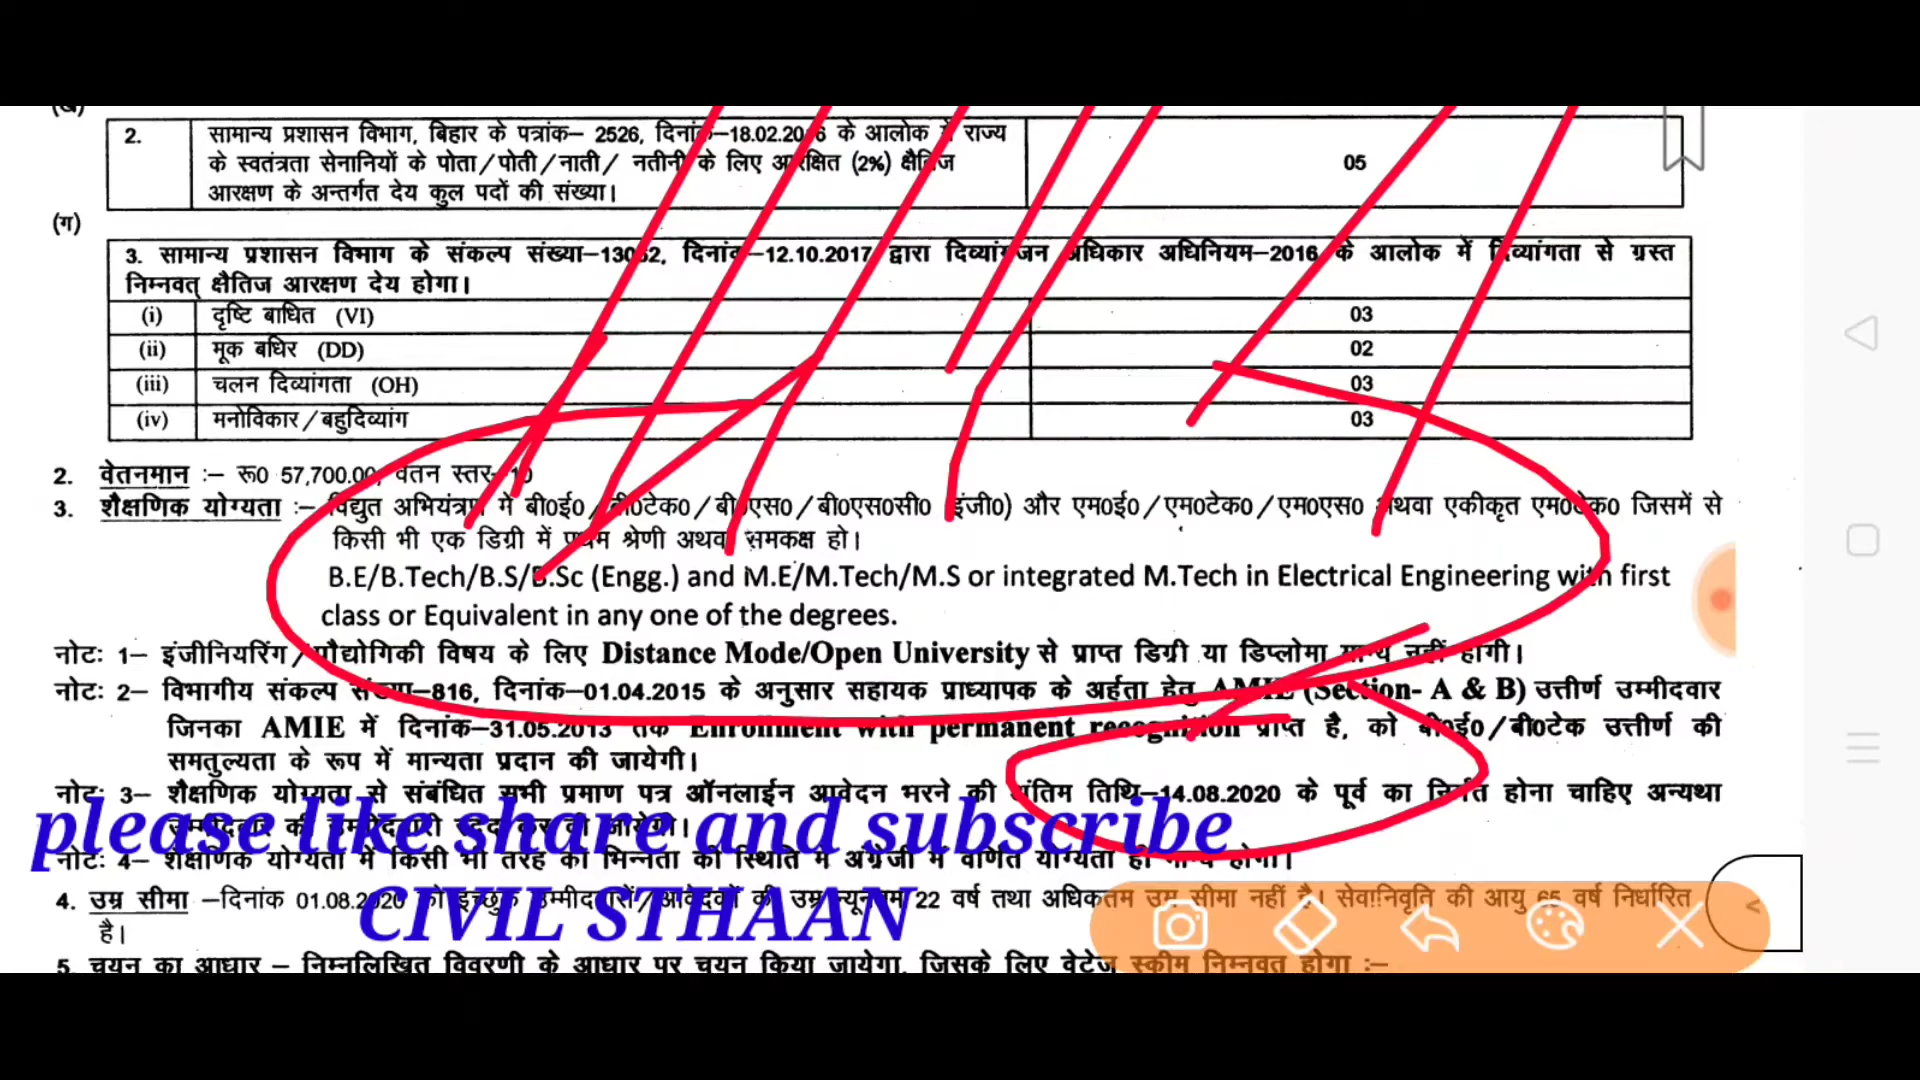 (ख)
2. सामान्य प्रशासन विभाग, बिहार के पत्रांक– 2526, दिनांक–18.02.2016 के आलोक में राज्य
के स्वतंत्रता सेनानियों के पोता/पोती/नाती/ नतीनी के लिए आरक्षित (2%) क्षैतिज
आरक्षण के अन्तर्गत देय कुल पदों की संख्या।
05
(ग)
3. सामान्य प्रशासन विभाग के संकल्प संख्या–13062, दिनांक–12.10.2017 द्वारा दिव्यांगजन अधिकार अधिनियम–2016 के आलोक में दिव्यांगता से ग्रस्त
निम्नवत् क्षैतिज आरक्षण देय होगा।
(i) दृष्टि बाधित (VI) 03
(ii) मूक बधिर (DD) 02
(iii) चलन दिव्यांगता (OH) 03
(iv) मनोविकार/बहुदिव्यांग 03
2. वेतनमान :– रू0 57,700.00, वेतन स्तर–10
3. शैक्षणिक योग्यता :– विद्युत अभियंत्रण में बी0ई0/बी0टेक0/बी0एस0/बी0एस0सी0 (इंजी0) और एम0ई0/एम0टेक0/एम0एस0 अथवा एकीकृत एम0टेक0 जिसमें से
किसी भी एक डिग्री में प्रथम श्रेणी अथवा समकक्ष हो।
B.E/B.Tech/B.S/B.Sc (Engg.) and M.E/M.Tech/M.S or integrated M.Tech in Electrical Engineering with first
class or Equivalent in any one of the degrees.
नोटः 1– इंजीनियरिंग/प्रौद्योगिकी विषय के लिए Distance Mode/Open University से प्राप्त डिग्री या डिप्लोमा मान्य नहीं होगी।
नोटः 2– विभागीय संकल्प संख्या–816, दिनांक–01.04.2015 के अनुसार सहायक प्राध्यापक के अर्हता हेतु AMIE (Section- A & B) उत्तीर्ण उम्मीदवार
जिनका AMIE में दिनांक–31.05.2013 तक Enrollment with permanent recognition प्राप्त है, को बी0ई0/बी0टेक उत्तीर्ण की
समतुल्यता के रूप में मान्यता प्रदान की जायेगी।
नोटः 3– शैक्षणिक योग्यता से संबंधित सभी प्रमाण पत्र ऑनलाईन आवेदन भरने की अंतिम तिथि–14.08.2020 के पूर्व का निर्गत होना चाहिए अन्यथा
उम्मीदवार की उम्मीदवारी रद्द कर दी जायेगी।
please like share and subscribe
नोटः 4– शैक्षणिक योग्यता में किसी भी तरह की भिन्नता की स्थिति में अंग्रेजी में वर्णित योग्यता ही मान्य होगी।
4. उम्र सीमा –दिनांक 01.08.2020 को इच्छुक उम्मीदवारों/आवेदकों की उम्र न्यूनतम 22 वर्ष तथा अधिकतम उम्र सीमा नहीं है। सेवानिवृति की आयु 65 वर्ष निर्धारित
है।
CIVIL STHAAN
5. चयन का आधार – निम्नलिखित विवरणी के आधार पर चयन किया जायेगा, जिसके लिए वेटेज स्कीम निम्नवत होगा :–